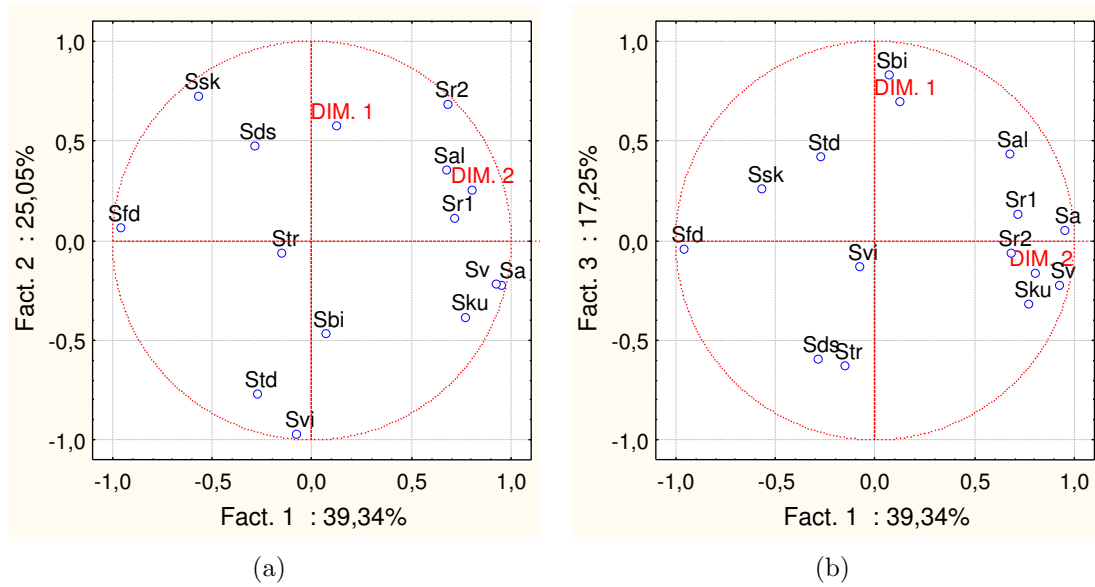 1,0
0,5
0,0
-0,5
-1,0
Fact. 2 : 25,05%
Ssk
Sr2
DIM. 1
Sds
Sal
DIM. 2
Sr1
Sfd
Str
Sv Sa
Sku
Sbi
Std
Svi
-1,0 -0,5 0,0 0,5 1,0
Fact. 1 : 39,34%
(a)
1,0
0,5
0,0
-0,5
-1,0
Fact. 3 : 17,25%
Sbi
DIM. 1
Std
Sal
Ssk
Sr1
Sa
Sfd
Sr2
Svi
DIM. 2
Sv
Sku
Sds Str
-1,0 -0,5 0,0 0,5 1,0
Fact. 1 : 39,34%
(b)